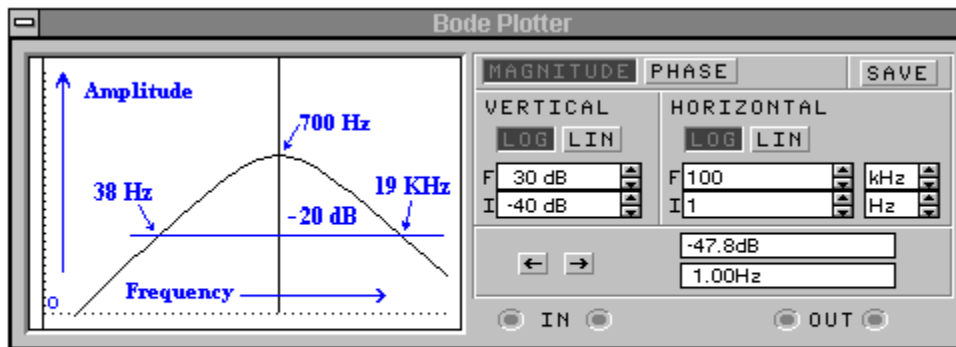 Bode Plotter
Amplitude
700 Hz
38 Hz
19 KHz
-20 dB
0
Frequency
MAGNITUDE PHASE SAVE
VERTICAL HORIZONTAL
LOG LIN LOG LIN
F 30 dB F 100 kHz
I -40 dB I 1 Hz
← → -47.8dB
1.00Hz
IN OUT